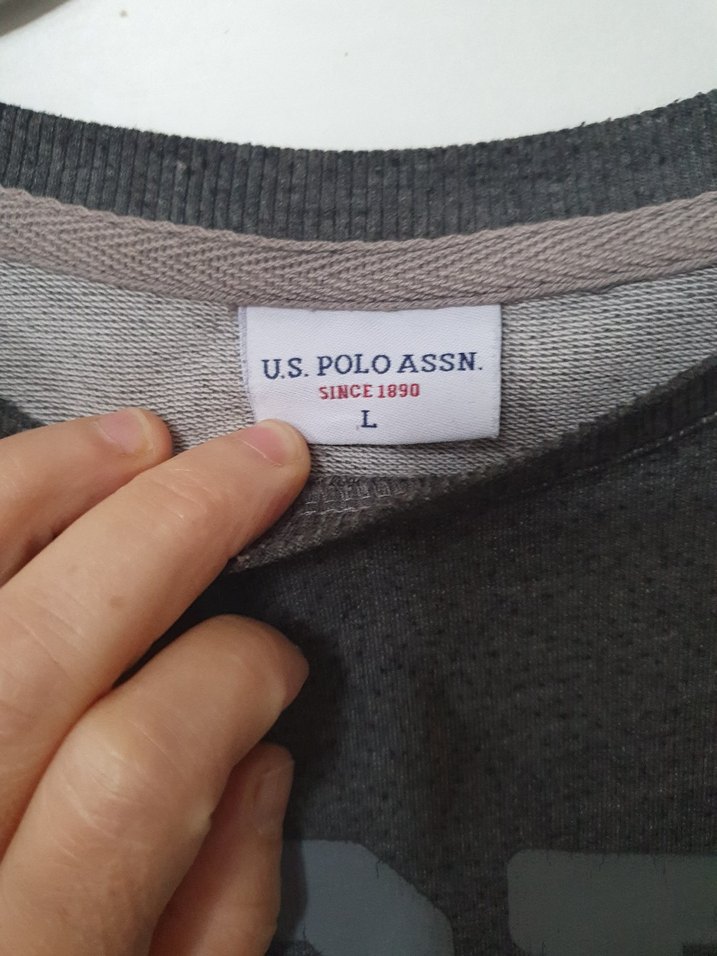 U.S. POLO ASSN.
SINCE 1890
L